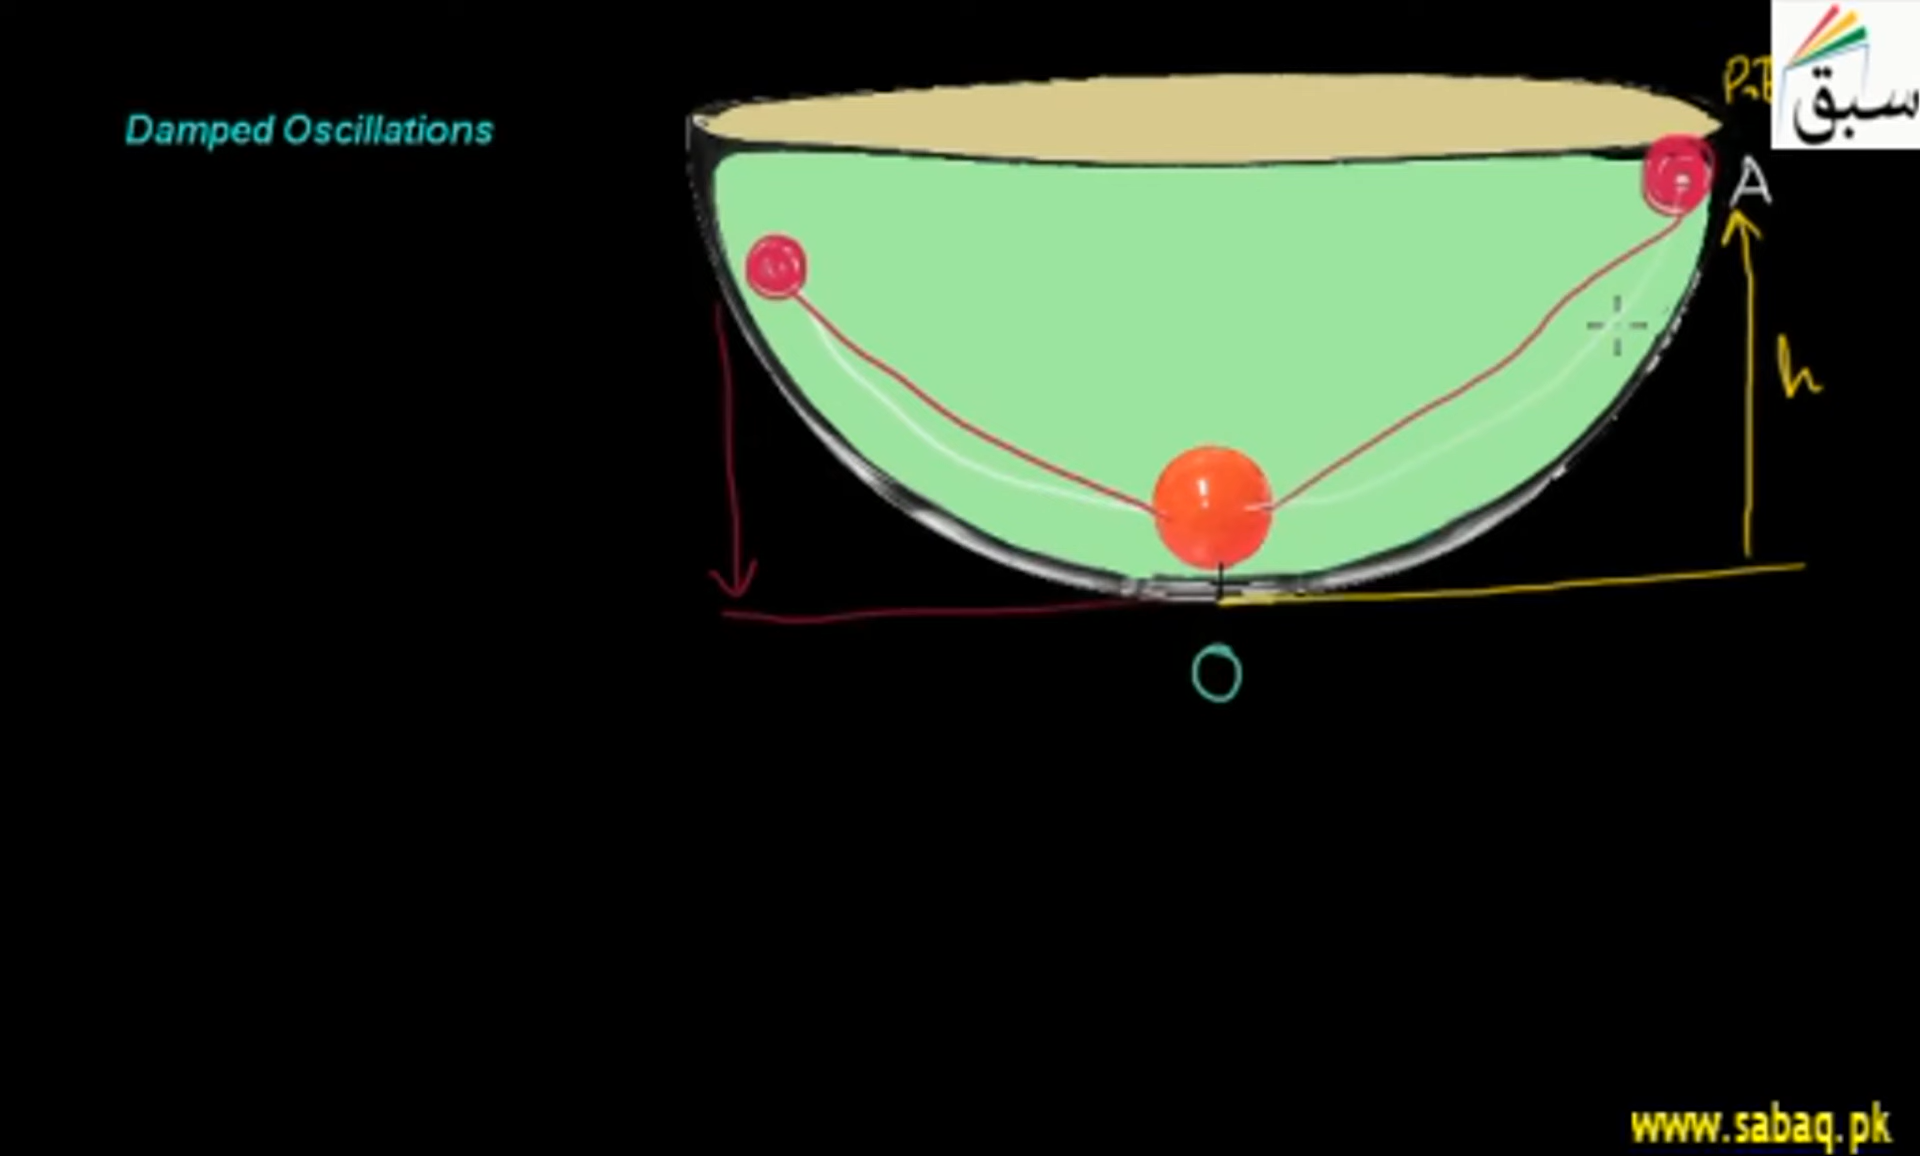 Damped Oscillations
P.E
سبق
A
h
O
www.sabaq.pk